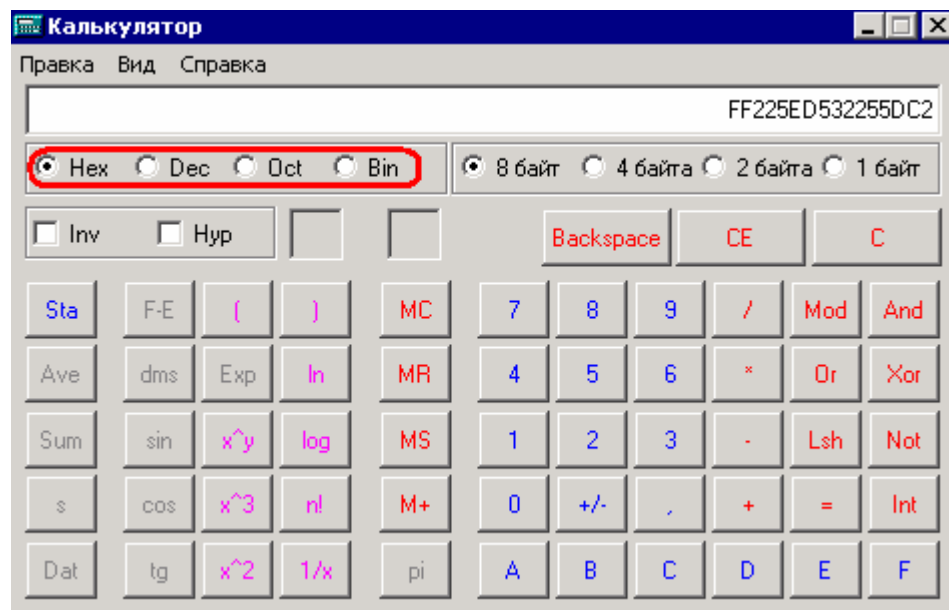 Калькулятор
Правка Вид Справка
FF225ED532255DC2
Hex Dec Oct Bin 8 байт 4 байта 2 байта 1 байт
Inv Hyp Backspace CE C
Sta F-E ( ) MC 7 8 9 / Mod And
Ave dms Exp ln MR 4 5 6 * Or Xor
Sum sin x^y log MS 1 2 3 - Lsh Not
s cos x^3 n! M+ 0 +/- , + = Int
Dat tg x^2 1/x pi A B C D E F